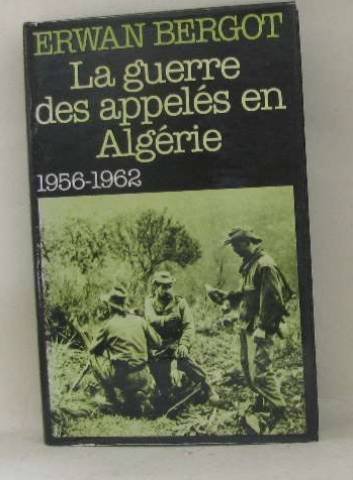 ERWAN BERGOT
La guerre
des appelés en
Algérie
1956-1962